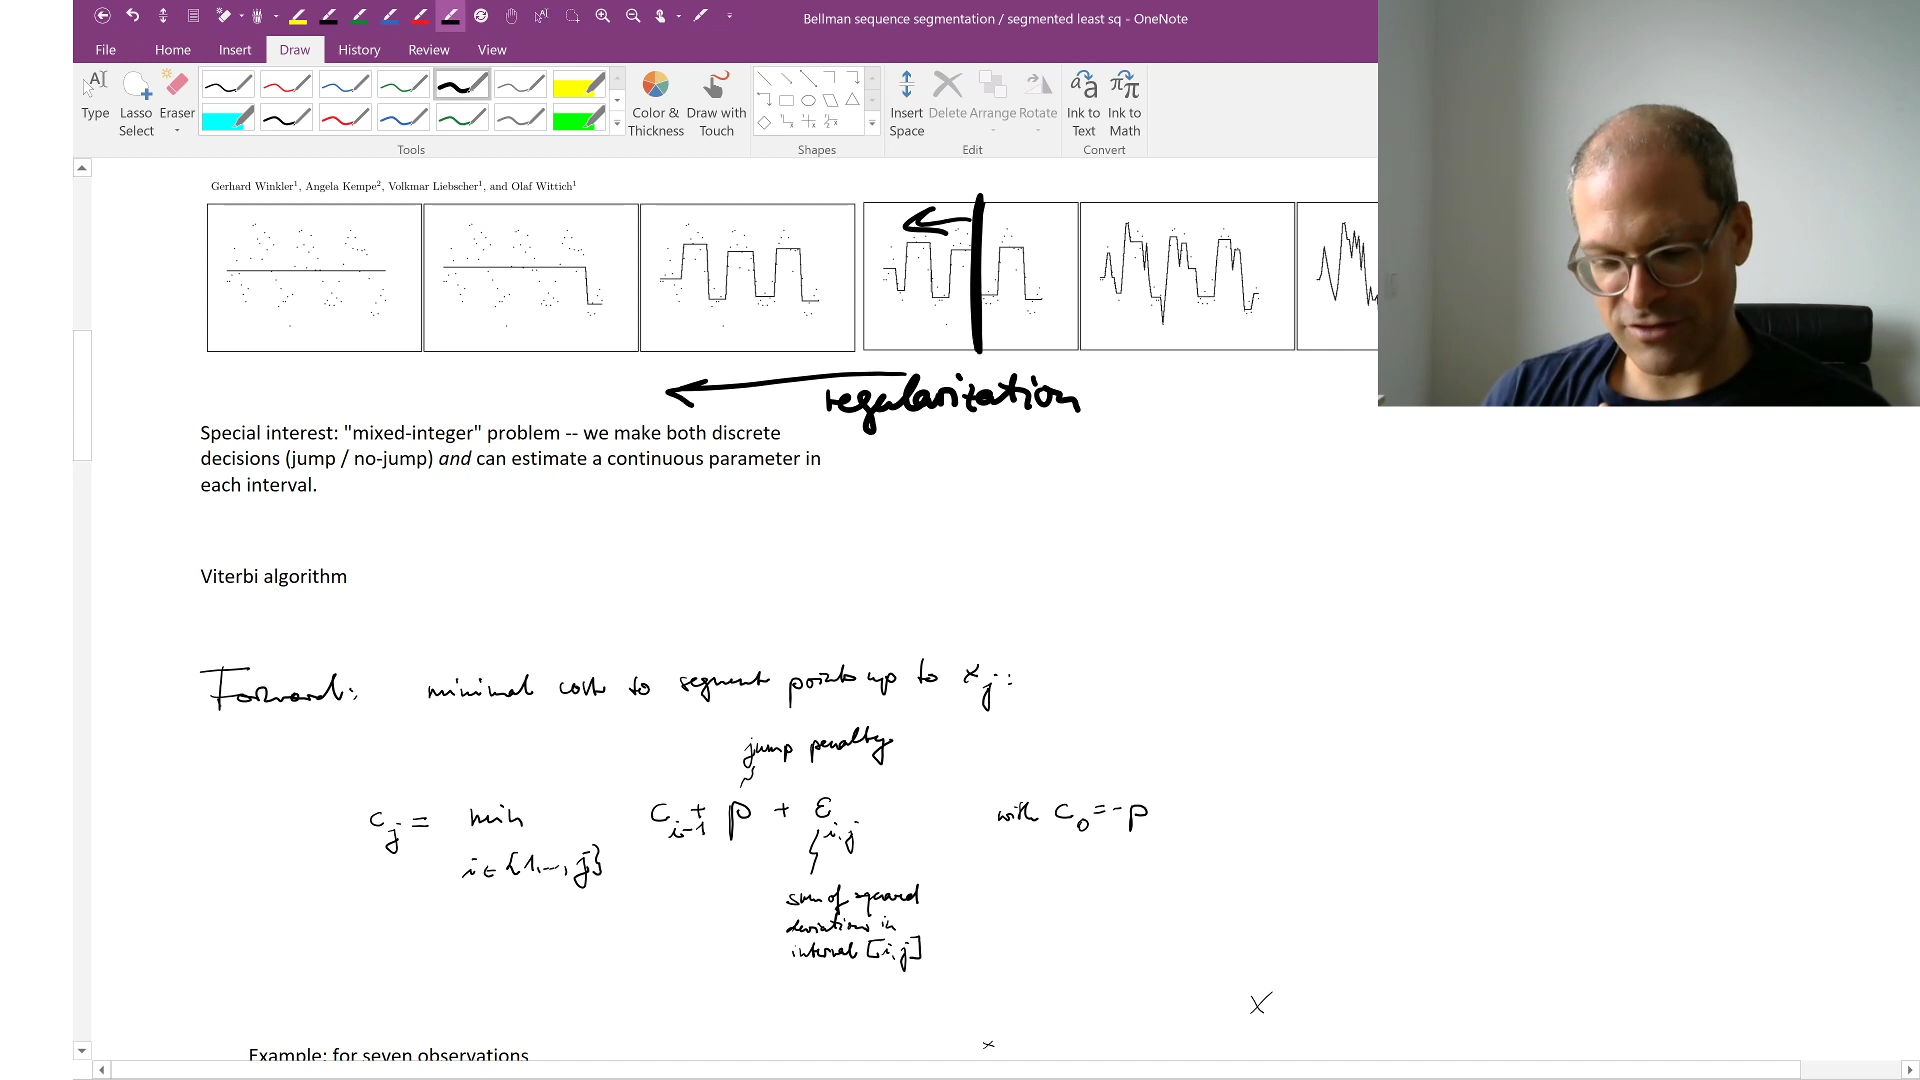 Bellman sequence segmentation / segmented least sq - OneNote
File Home Insert Draw History Review View
Type
Lasso Select
Eraser
Color & Thickness
Draw with Touch
Insert Space
Delete
Arrange
Rotate
Ink to Text
Ink to Math
Tools
Shapes
Edit
Convert
Gerhard Winkler¹, Angela Kempe², Volkmar Liebscher¹, and Olaf Wittich¹
regularization
Special interest: "mixed-integer" problem -- we make both discrete
decisions (jump / no-jump) and can estimate a continuous parameter in
each interval.
Viterbi algorithm
Forward: minimal cost to segment points up to x_j:
jump penalty
c_j = min c_{i-1} + p + ε_{i,j} with c_0 = -p
i ∈ {1,...,j}
sum of squared
deviations in
interval [i,j]
x
Example: for seven observations
x